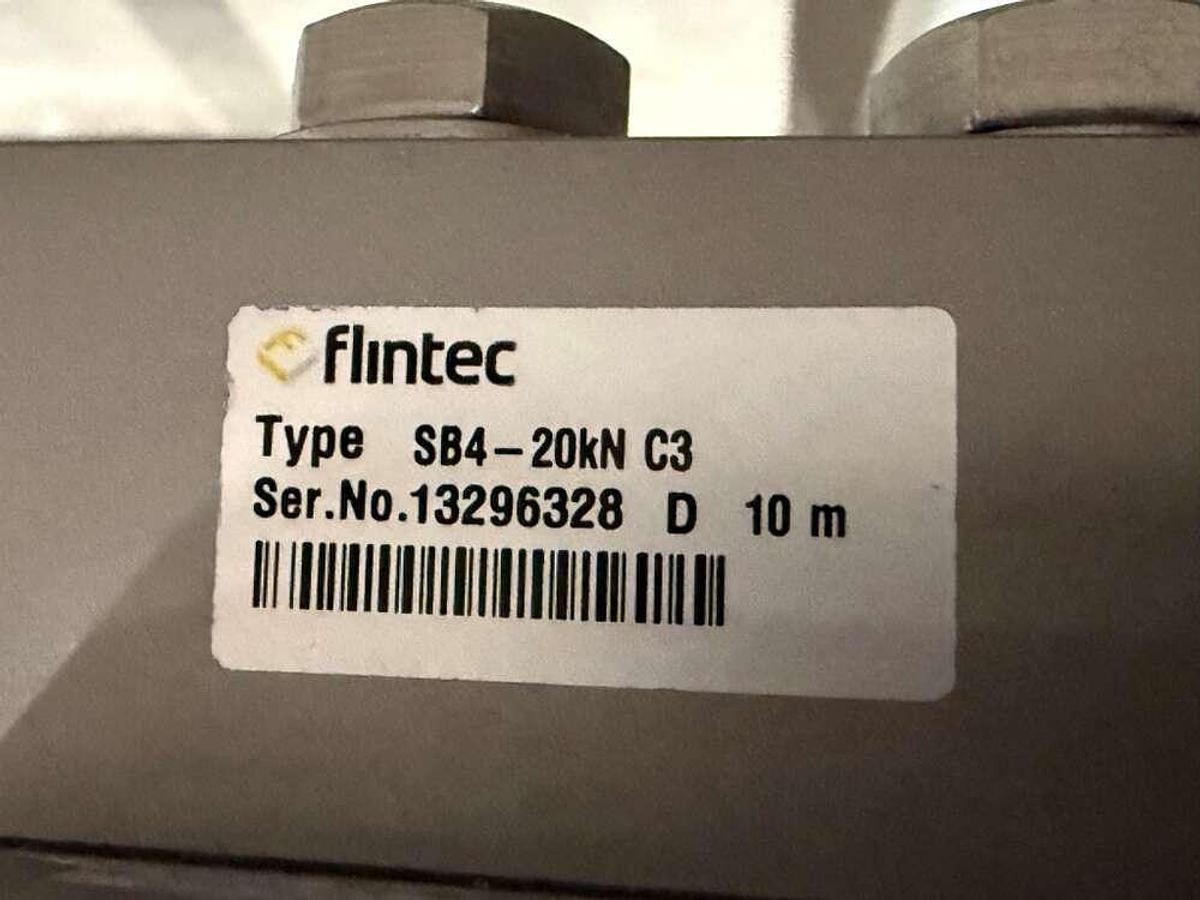 flintec
Type SB4-20kN C3
Ser.No.13296328 D 10 m